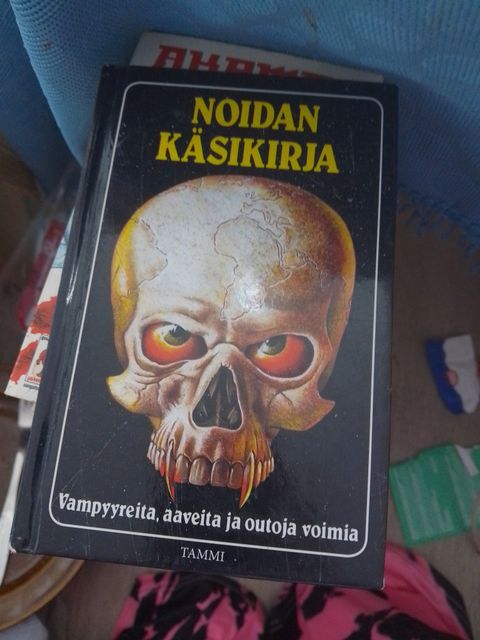 NOIDAN
KÄSIKIRJA
Vampyyreita, aaveita ja outoja voimia
TAMMI